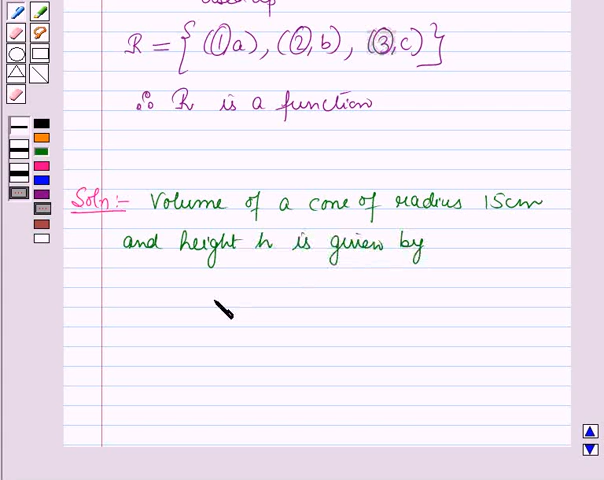 R = { (1,a), (2,b), (3,c) }
∴ R is a function
Soln:- Volume of a cone of radius 15cm
and height h is given by